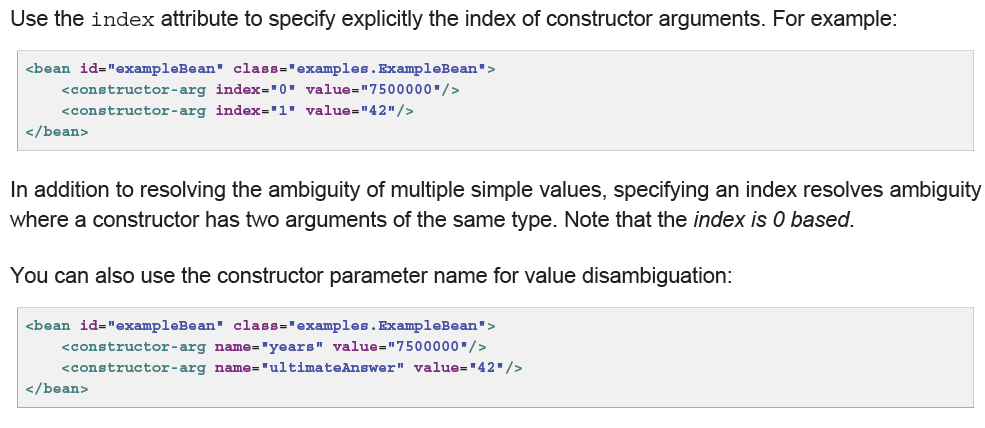 Use the index attribute to specify explicitly the index of constructor arguments. For example:
<bean id="exampleBean" class="examples.ExampleBean">
    <constructor-arg index="0" value="7500000"/>
    <constructor-arg index="1" value="42"/>
</bean>
In addition to resolving the ambiguity of multiple simple values, specifying an index resolves ambiguity
where a constructor has two arguments of the same type. Note that the index is 0 based.
You can also use the constructor parameter name for value disambiguation:
<bean id="exampleBean" class="examples.ExampleBean">
    <constructor-arg name="years" value="7500000"/>
    <constructor-arg name="ultimateAnswer" value="42"/>
</bean>